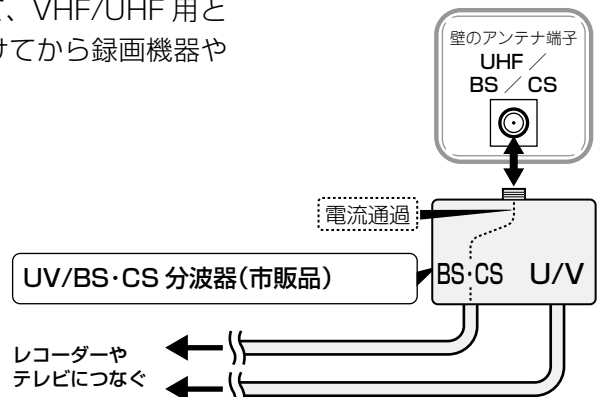 、VHF/UHF 用と
けてから録画機器や
壁のアンテナ端子
UHF ／
BS ／ CS
電流通過
UV/BS･CS 分波器（市販品）
BS･CS U/V
レコーダーや
テレビにつなぐ